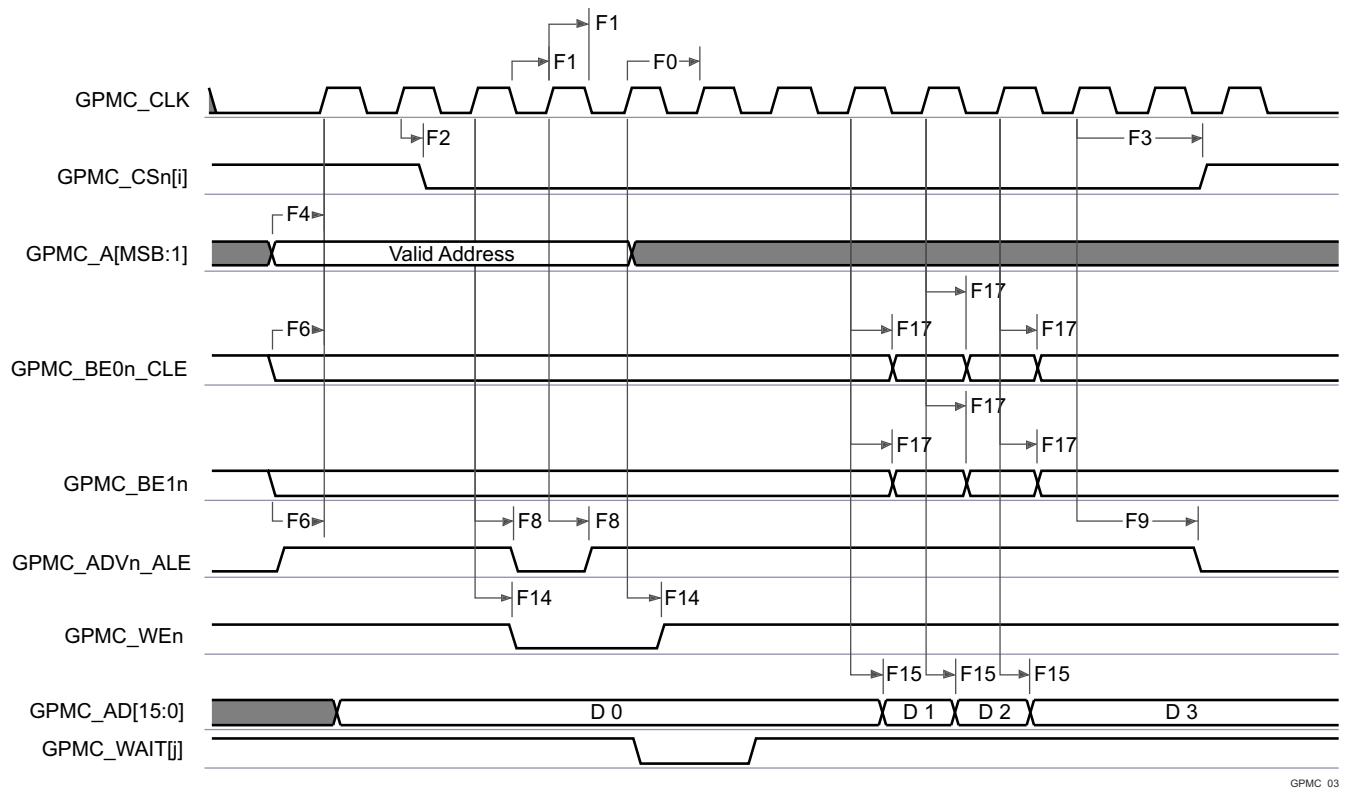 F1
F1 F0
GPMC_CLK
F2 F3
GPMC_CSn[i]
F4
GPMC_A[MSB:1] Valid Address
F17
F6 F17 F17
GPMC_BE0n_CLE
F17
F17 F17
GPMC_BE1n
F6 F8 F8 F9
GPMC_ADVn_ALE
F14 F14
GPMC_WEn
F15 F15 F15
GPMC_AD[15:0] D 0 D 1 D 2 D 3
GPMC_WAIT[j]
GPMC_03